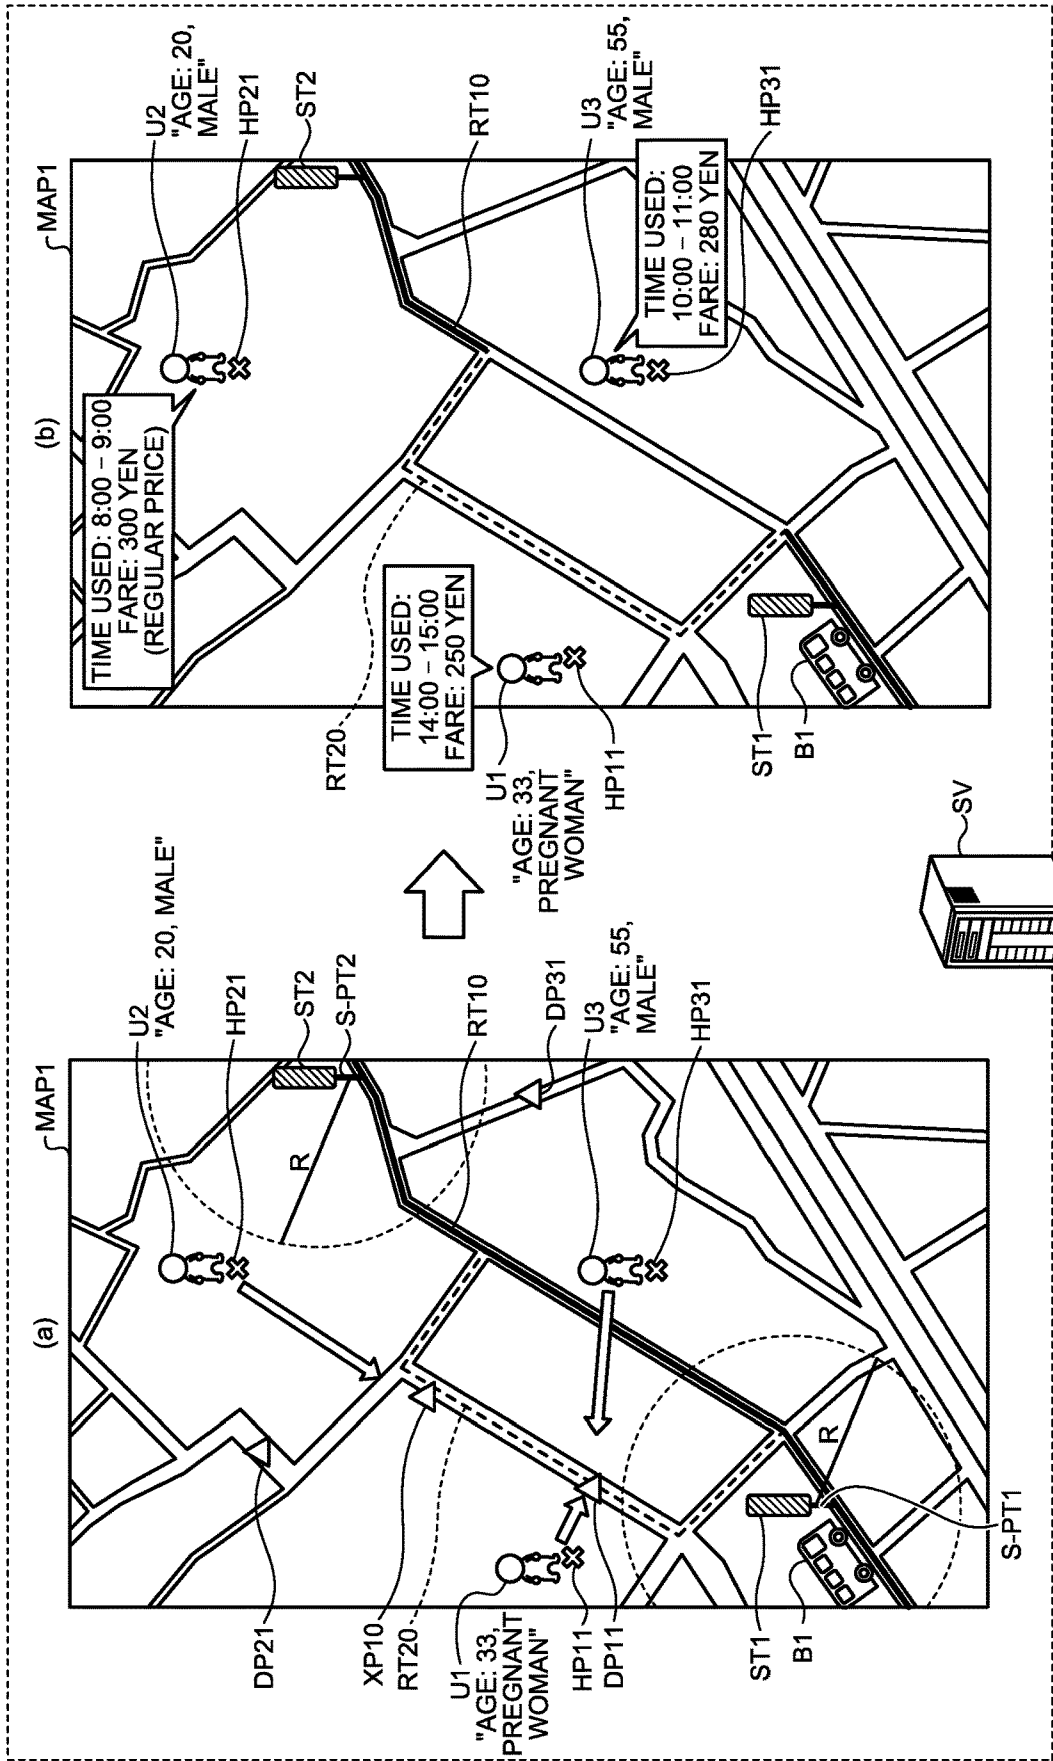 (a)
MAP1
U2
"AGE: 20, MALE"
HP21
ST2
S-PT2
R
RT10
DP31
U3
"AGE: 55,
MALE"
HP31
DP21
XP10
RT20
U1
"AGE: 33,
PREGNANT
WOMAN"
HP11
DP11
ST1
B1
R
S-PT1
SV
(b)
MAP1
U2
"AGE: 20,
MALE"
HP21
ST2
RT10
U3
"AGE: 55,
MALE"
HP31
TIME USED: 8:00 – 9:00
FARE: 300 YEN
(REGULAR PRICE)
TIME USED:
10:00 – 11:00
FARE: 280 YEN
RT20
TIME USED:
14:00 – 15:00
FARE: 250 YEN
U1
"AGE: 33,
PREGNANT
WOMAN"
HP11
ST1
B1